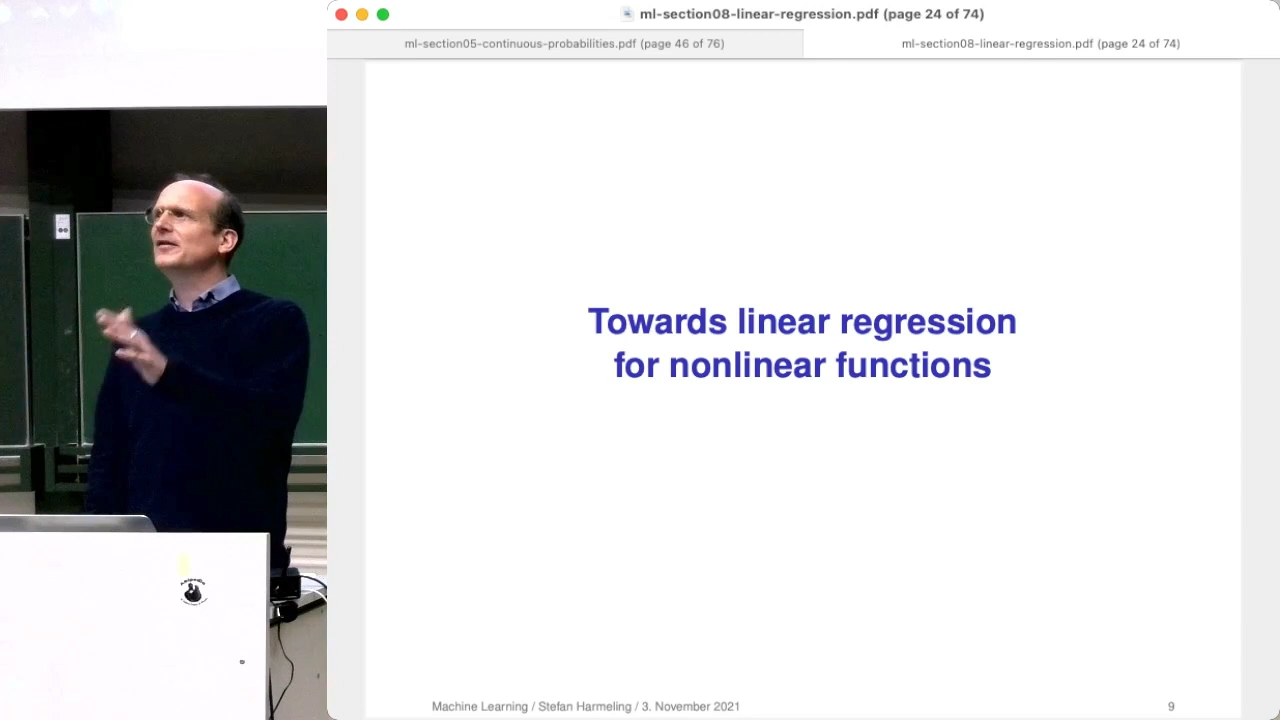 ml-section08-linear-regression.pdf (page 24 of 74)
ml-section05-continuous-probabilities.pdf (page 46 of 76)
ml-section08-linear-regression.pdf (page 24 of 74)
Towards linear regression
for nonlinear functions
Machine Learning / Stefan Harmeling / 3. November 2021
9